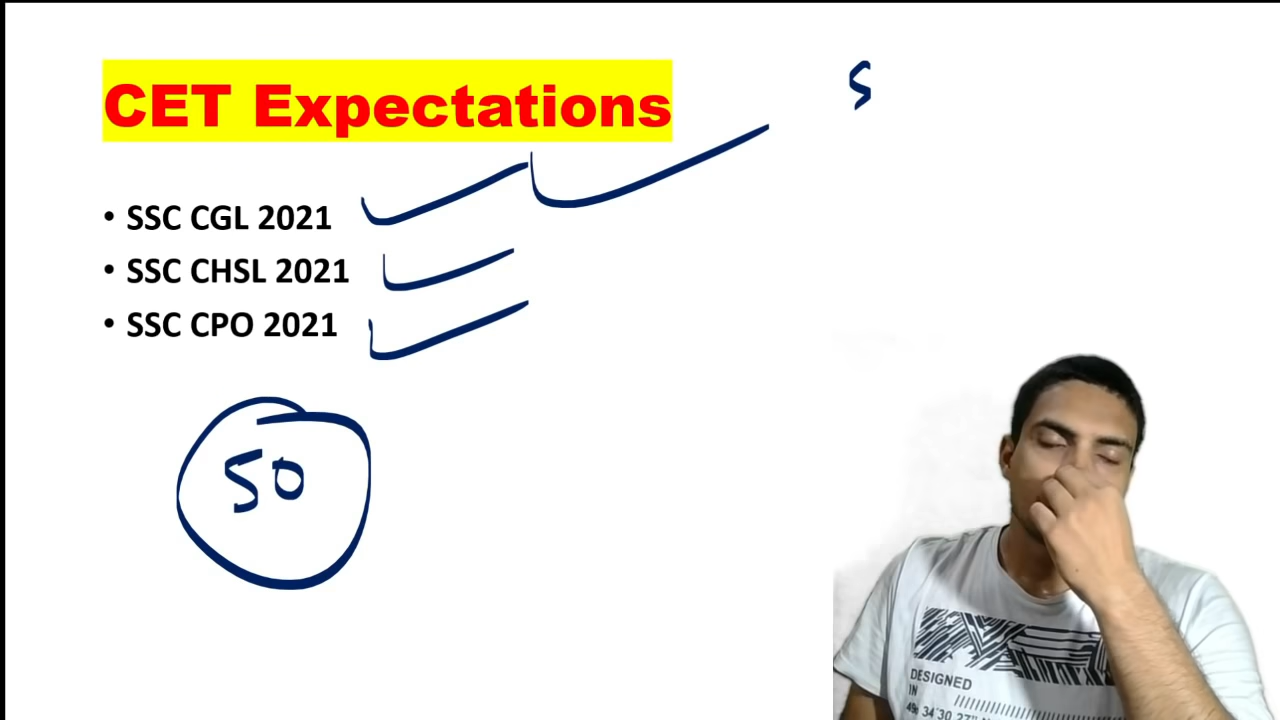 CET Expectations
S
• SSC CGL 2021
• SSC CHSL 2021
• SSC CPO 2021
50
DESIGNED
IN